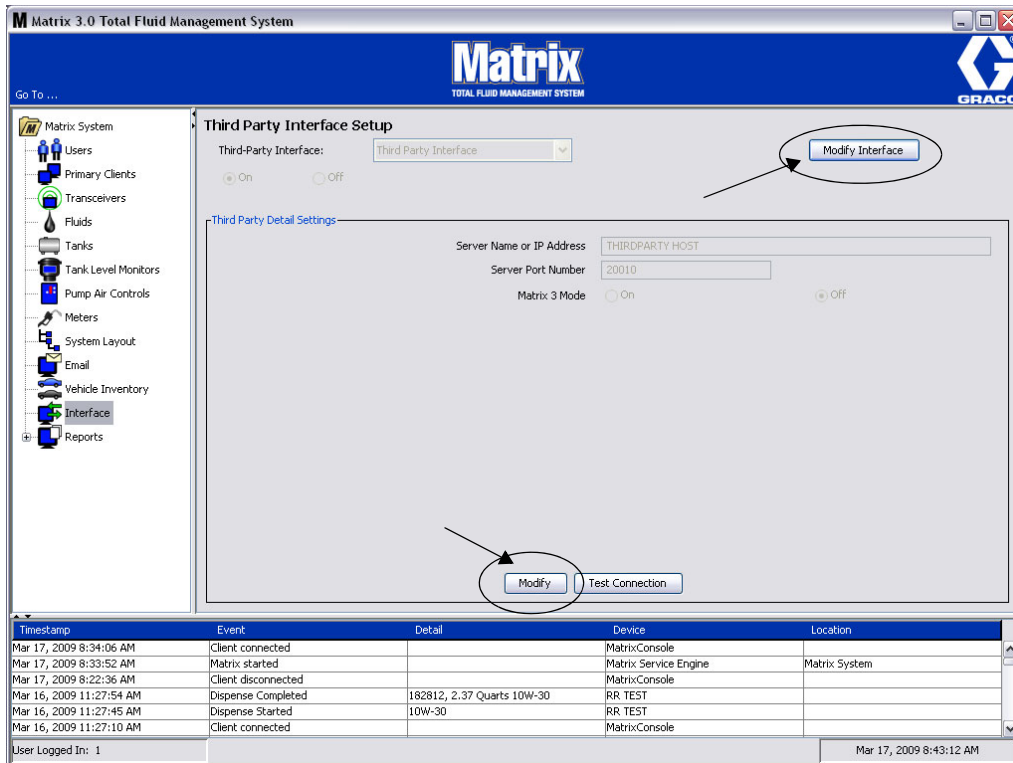 M Matrix 3.0 Total Fluid Management System
Matrix
TOTAL FLUID MANAGEMENT SYSTEM
Go To ...
GRACO
Matrix System
Users
Primary Clients
Transceivers
Fluids
Tanks
Tank Level Monitors
Pump Air Controls
Meters
System Layout
Email
Vehicle Inventory
Interface
Reports
Third Party Interface Setup
Third-Party Interface: Third Party Interface
Modify Interface
On Off
Third Party Detail Settings
Server Name or IP Address THIRDPARTY HOST
Server Port Number 20010
Matrix 3 Mode On Off
Modify Test Connection
Timestamp Event Detail Device Location
Mar 17, 2009 8:34:06 AM Client connected MatrixConsole
Mar 17, 2009 8:33:52 AM Matrix started Matrix Service Engine Matrix System
Mar 17, 2009 8:22:36 AM Client disconnected MatrixConsole
Mar 16, 2009 11:27:54 AM Dispense Completed 182812, 2.37 Quarts 10W-30 RR TEST
Mar 16, 2009 11:27:45 AM Dispense Started 10W-30 RR TEST
Mar 16, 2009 11:27:10 AM Client connected MatrixConsole
User Logged In: 1 Mar 17, 2009 8:43:12 AM